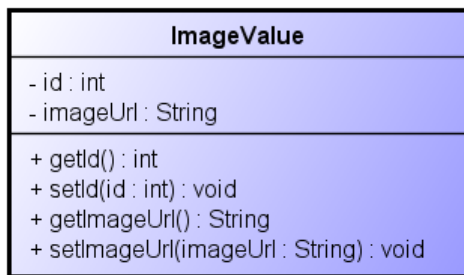 ImageValue
- id : int
- imageUrl : String
+ getId() : int
+ setId(id : int) : void
+ getImageUrl() : String
+ setImageUrl(imageUrl : String) : void